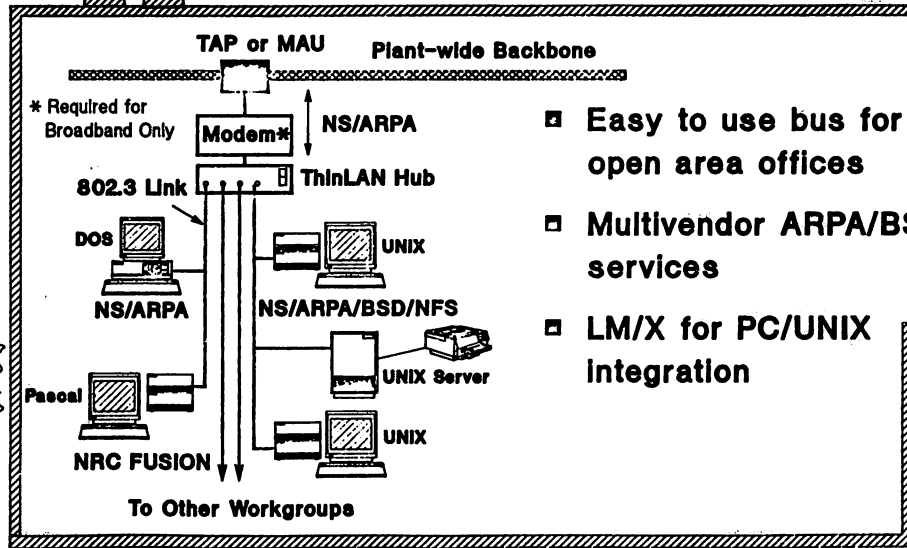 TAP or MAU
Plant-wide Backbone
* Required for
Broadband Only
Modem*
NS/ARPA
ThinLAN Hub
802.3 Link
DOS
UNIX
NS/ARPA
NS/ARPA/BSD/NFS
UNIX Server
Pascal
UNIX
NRC FUSION
To Other Workgroups
Easy to use bus for
open area offices
Multivendor ARPA/BS
services
LM/X for PC/UNIX
integration